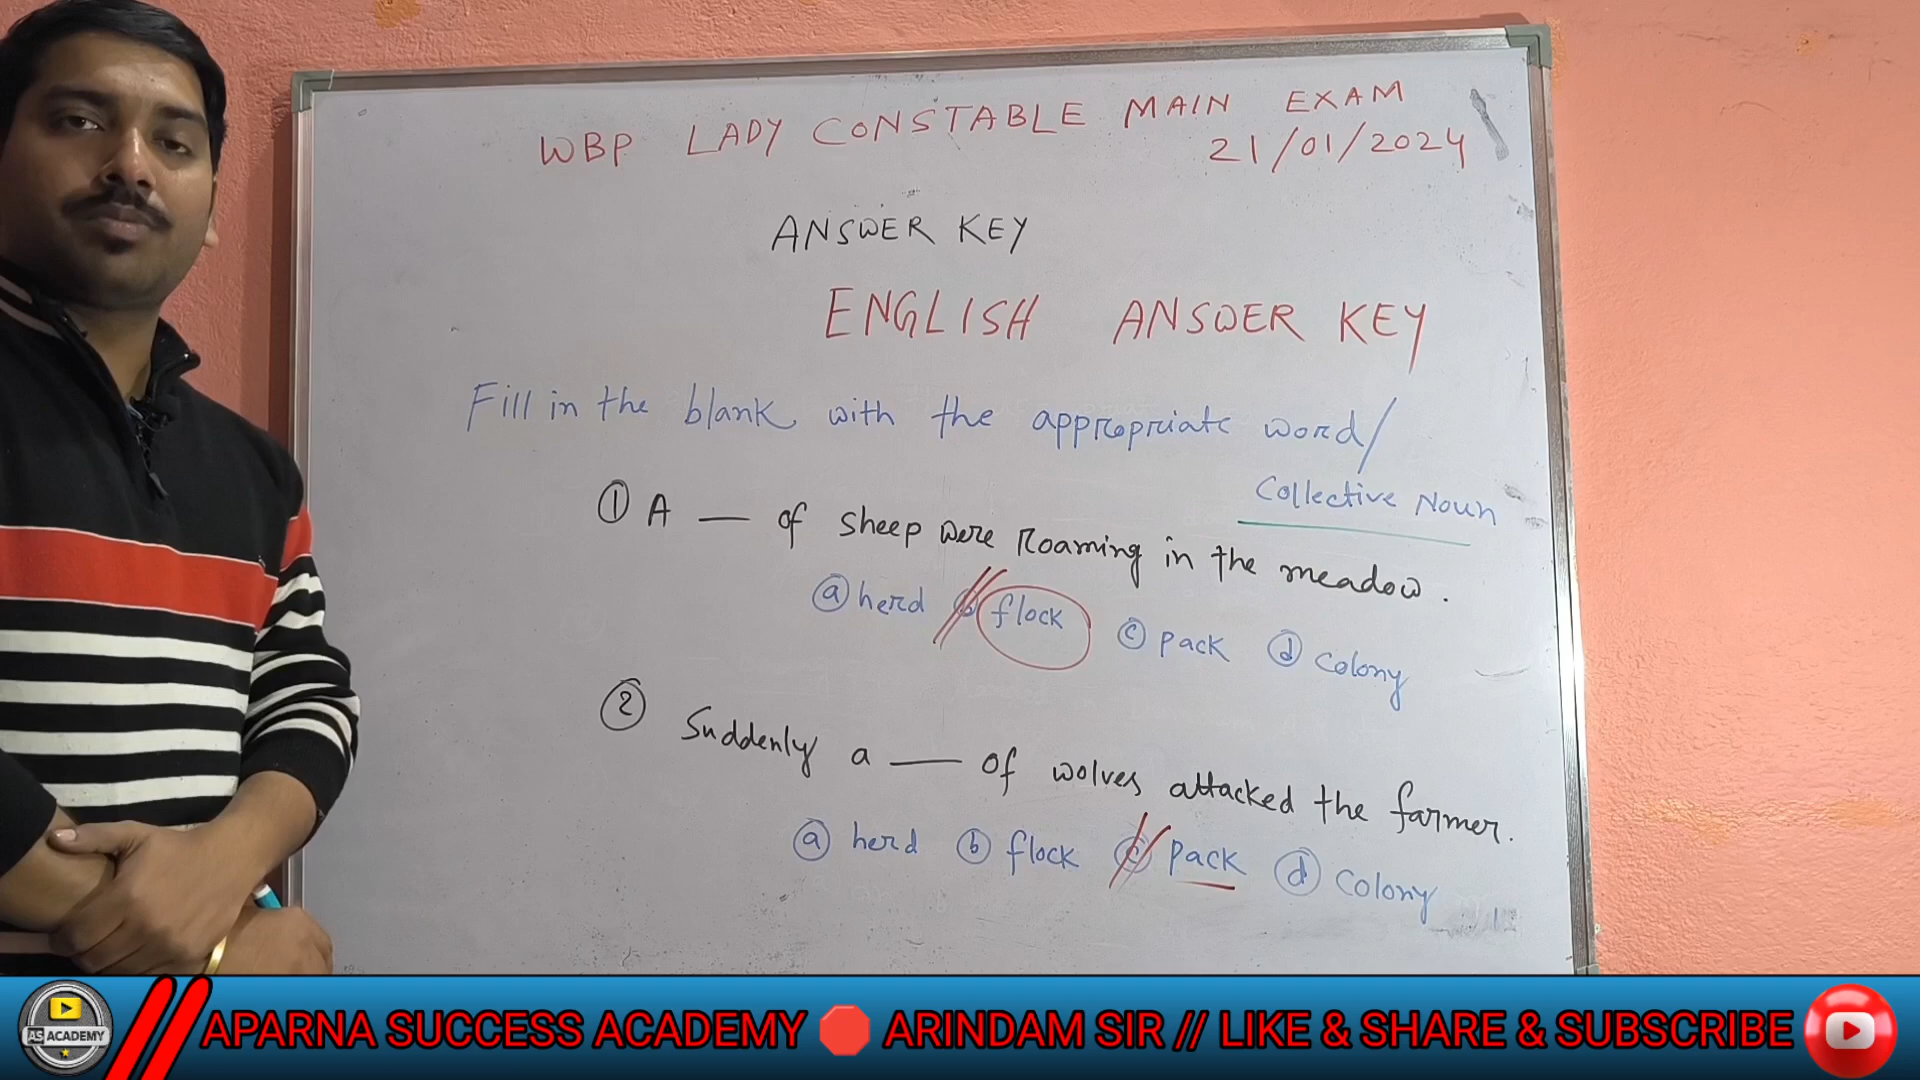 WBP LADY CONSTABLE MAIN EXAM
21/01/2024
ANSWER KEY
ENGLISH ANSWER KEY
Fill in the blank with the appropriate word/
Collective Noun
① A — of sheep were roaming in the meadow.
ⓐ herd ⓑ flock ⓒ pack ⓓ colony
② Suddenly a — of wolves attacked the farmer.
ⓐ herd ⓑ flock ⓒ pack ⓓ colony
AS ACADEMY
// APARNA SUCCESS ACADEMY 🛑 ARINDAM SIR // LIKE & SHARE & SUBSCRIBE